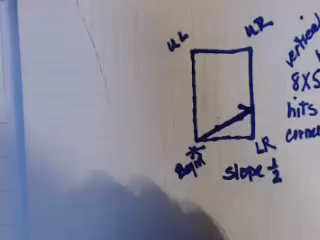 UL
UR
vertical
8X5
hits
corner
LR
Begin
slope 1/2